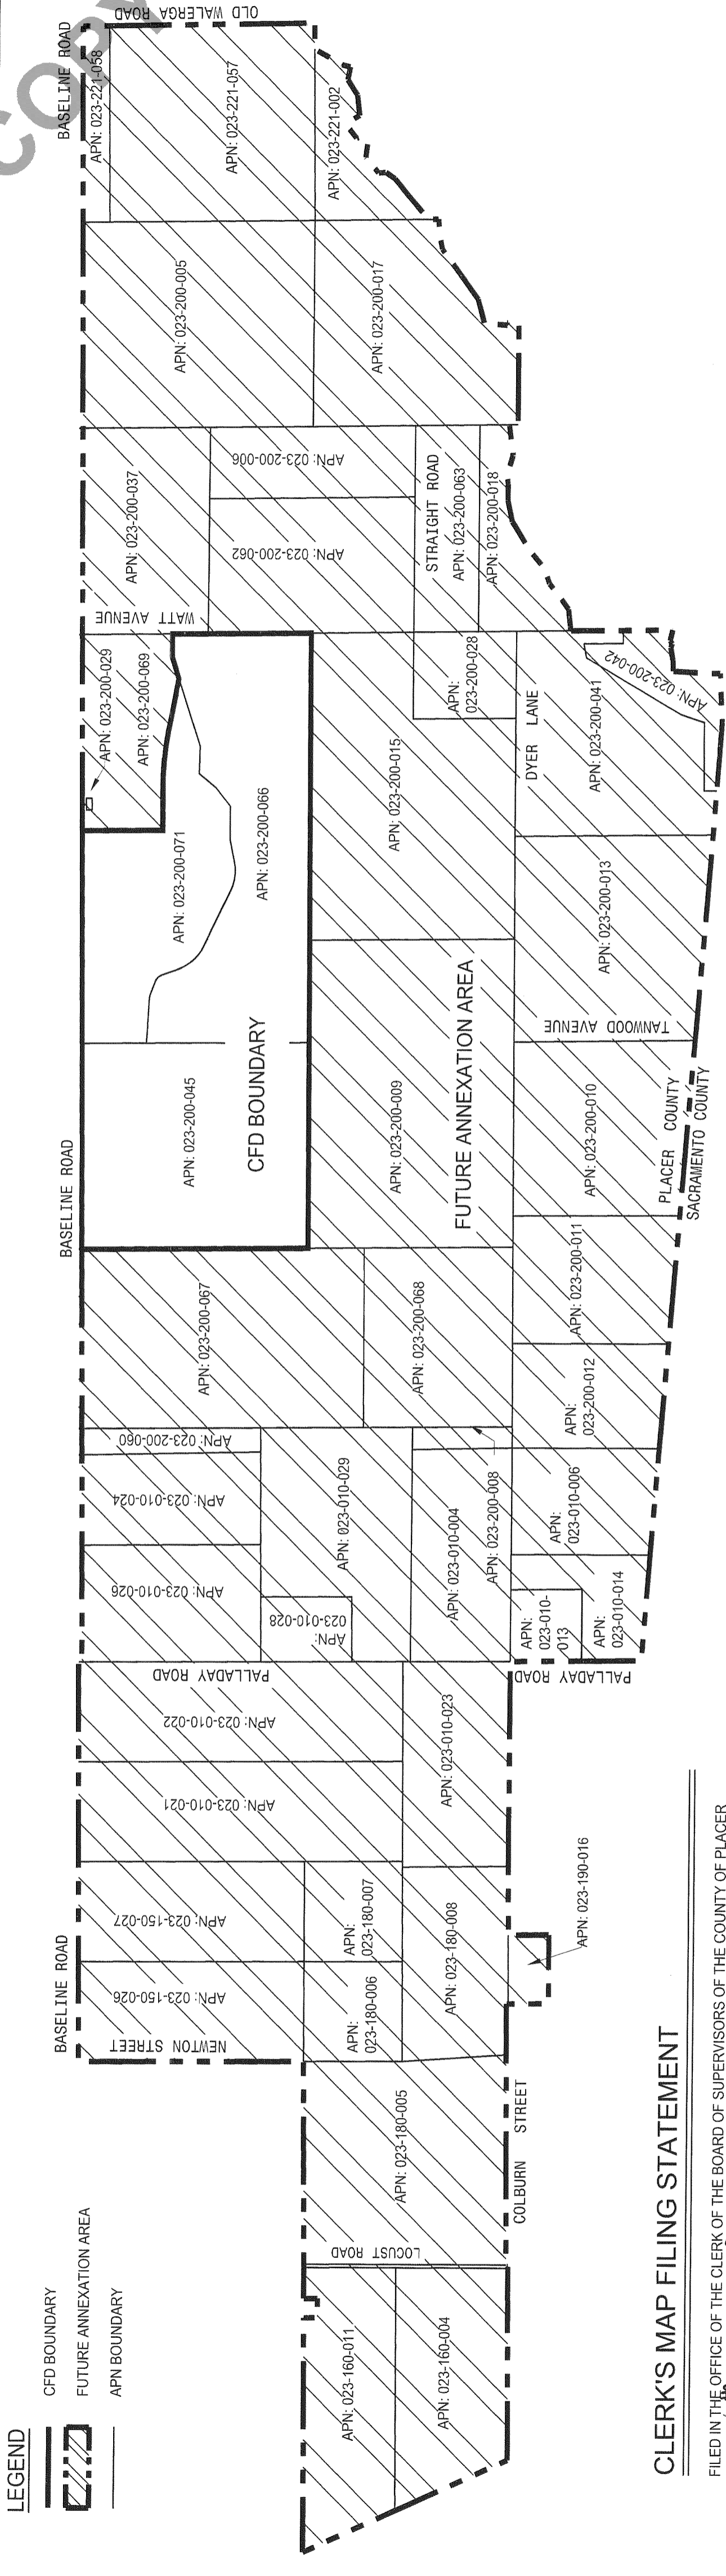 COPY
LEGEND
CFD BOUNDARY
FUTURE ANNEXATION AREA
APN BOUNDARY
BASELINE ROAD
BASELINE ROAD
BASELINE ROAD
OLD WALERGA ROAD
APN: 023-160-011
APN: 023-160-004
LOCUST ROAD
APN: 023-180-005
COLBURN STREET
NEWTON STREET
APN: 023-150-026
APN: 023-150-027
APN:
023-180-006
APN:
023-180-007
APN: 023-180-008
APN: 023-190-016
APN: 023-010-021
APN: 023-010-022
APN: 023-010-023
PALLADAY ROAD
PALLADAY ROAD
APN: 023-010-026
APN: 023-010-024
APN: 023-200-060
APN:
023-010-028
APN: 023-010-029
APN: 023-010-004
APN: 023-200-008
APN:
023-010-
013
APN:
023-010-014
APN:
023-010-006
APN:
023-200-012
APN: 023-200-011
APN: 023-200-067
APN: 023-200-068
APN: 023-200-045
CFD BOUNDARY
APN: 023-200-071
APN: 023-200-066
APN: 023-200-029
APN: 023-200-069
WATT AVENUE
APN: 023-200-009
FUTURE ANNEXATION AREA
APN: 023-200-015
APN: 023-200-010
PLACER COUNTY
SACRAMENTO COUNTY
TANWOOD AVENUE
APN: 023-200-013
DYER LANE
APN: 023-200-041
APN: 023-200-042
APN:
023-200-028
APN: 023-200-037
APN: 023-200-062
APN: 023-200-006
STRAIGHT ROAD
APN: 023-200-063
APN: 023-200-018
APN: 023-200-005
APN: 023-200-017
APN: 023-221-058
APN: 023-221-057
APN: 023-221-002
CLERK'S MAP FILING STATEMENT
FILED IN THE OFFICE OF THE CLERK OF THE BOARD OF SUPERVISORS OF THE COUNTY OF PLACER